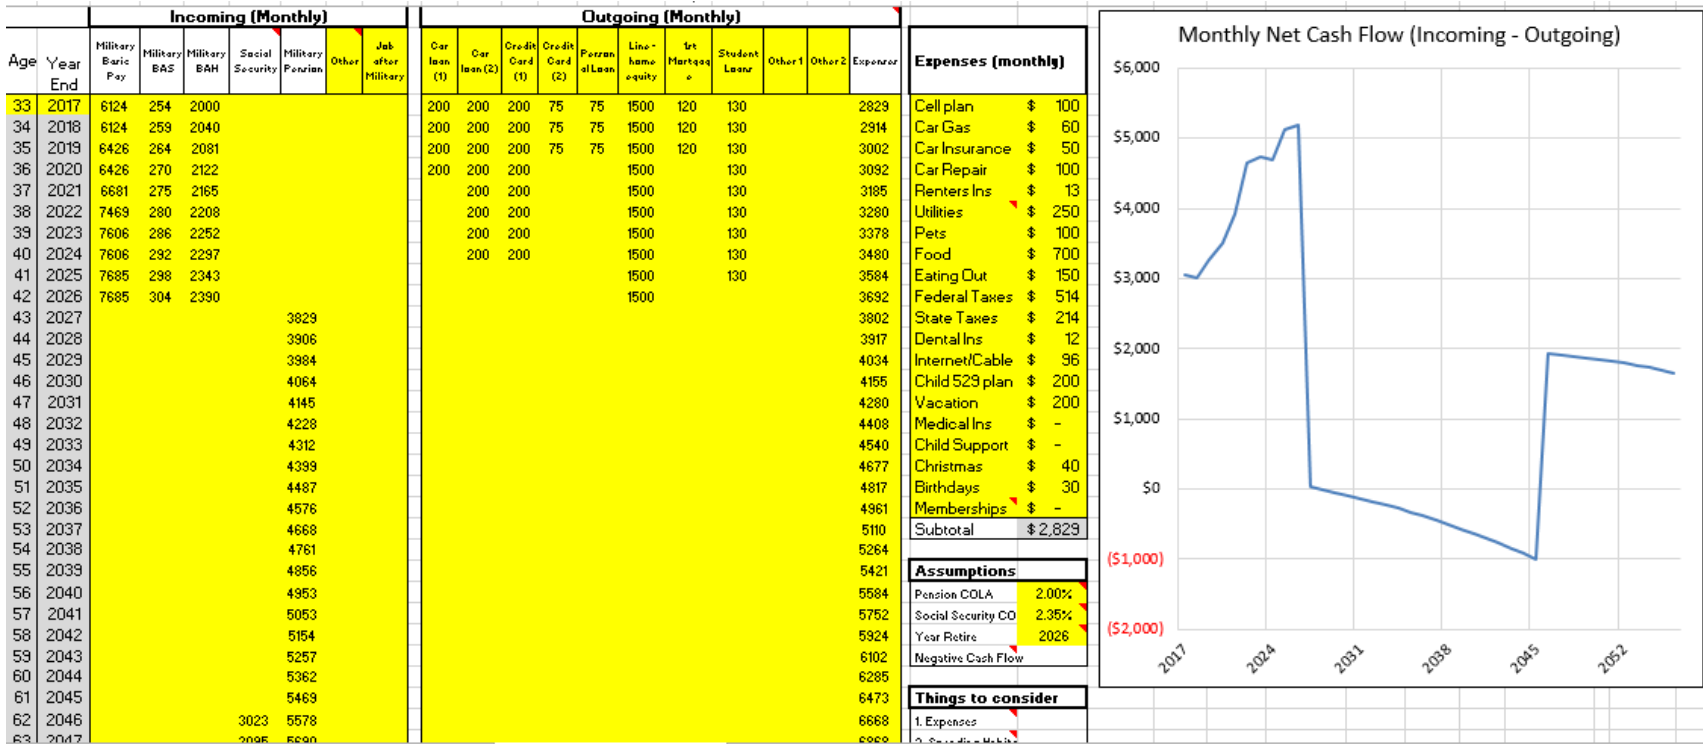 Incoming (Monthly) Outgoing (Monthly)
Age Year End Military Basic Pay Military BAS Military BAH Social Security Military Pension Other Job after Military Car loan (1) Car loan (2) Credit Card (1) Credit Card (2) Personal Loan Line - home equity 1st Mortgage Student Loans Other 1 Other 2 Expenses
33 2017 6124 254 2000 200 200 200 75 75 1500 120 130 2829
34 2018 6124 259 2040 200 200 200 75 75 1500 120 130 2914
35 2019 6426 264 2081 200 200 200 75 75 1500 120 130 3002
36 2020 6426 270 2122 200 200 200 1500 130 3092
37 2021 6681 275 2165 200 200 1500 130 3185
38 2022 7469 280 2208 200 200 1500 130 3280
39 2023 7606 286 2252 200 200 1500 130 3378
40 2024 7606 292 2297 200 200 1500 130 3480
41 2025 7685 298 2343 1500 130 3584
42 2026 7685 304 2390 1500 3692
43 2027 3829 3802
44 2028 3906 3917
45 2029 3984 4034
46 2030 4064 4155
47 2031 4145 4280
48 2032 4228 4408
49 2033 4312 4540
50 2034 4399 4677
51 2035 4487 4817
52 2036 4576 4961
53 2037 4668 5110
54 2038 4761 5264
55 2039 4856 5421
56 2040 4953 5584
57 2041 5053 5752
58 2042 5154 5924
59 2043 5257 6102
60 2044 5362 6285
61 2045 5469 6473
62 2046 3023 5578 6668
63 2047 5690 6868
Expenses (monthly)
Cell plan $ 100
Car Gas $ 60
Car Insurance $ 50
Car Repair $ 100
Renters Ins $ 13
Utilities $ 250
Pets $ 100
Food $ 700
Eating Out $ 150
Federal Taxes $ 514
State Taxes $ 214
Dental Ins $ 12
Internet/Cable $ 96
Child 529 plan $ 200
Vacation $ 200
Medical Ins $ -
Child Support $ -
Christmas $ 40
Birthdays $ 30
Memberships $ -
Subtotal $ 2,829
Assumptions
Pension COLA 2.00%
Social Security CO 2.35%
Year Retire 2026
Negative Cash Flow
Things to consider
1. Expenses
2. Spending Habits
Monthly Net Cash Flow (Incoming - Outgoing)
$6,000
$5,000
$4,000
$3,000
$2,000
$1,000
$0
($1,000)
($2,000)
2017 2024 2031 2038 2045 2052